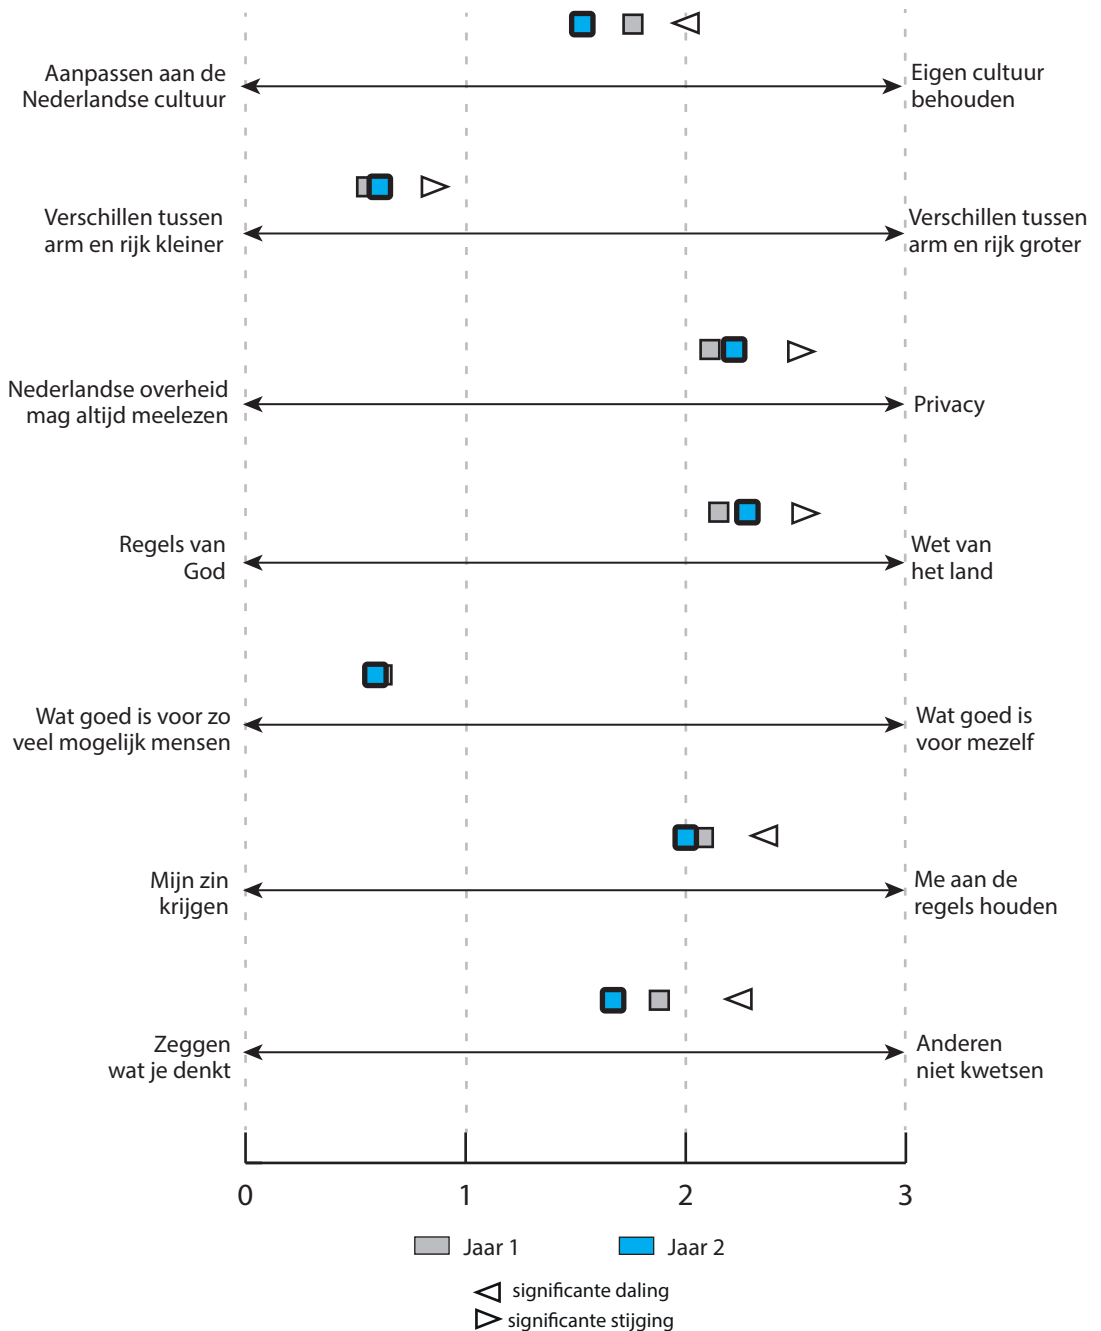 Aanpassen aan de
Nederlandse cultuur
Eigen cultuur
behouden
Verschillen tussen
arm en rijk kleiner
Verschillen tussen
arm en rijk groter
Nederlandse overheid
mag altijd meelezen
Privacy
Regels van
God
Wet van
het land
Wat goed is voor zo
veel mogelijk mensen
Wat goed is
voor mezelf
Mijn zin
krijgen
Me aan de
regels houden
Zeggen
wat je denkt
Anderen
niet kwetsen
0 1 2 3
Jaar 1 Jaar 2
significante daling
significante stijging